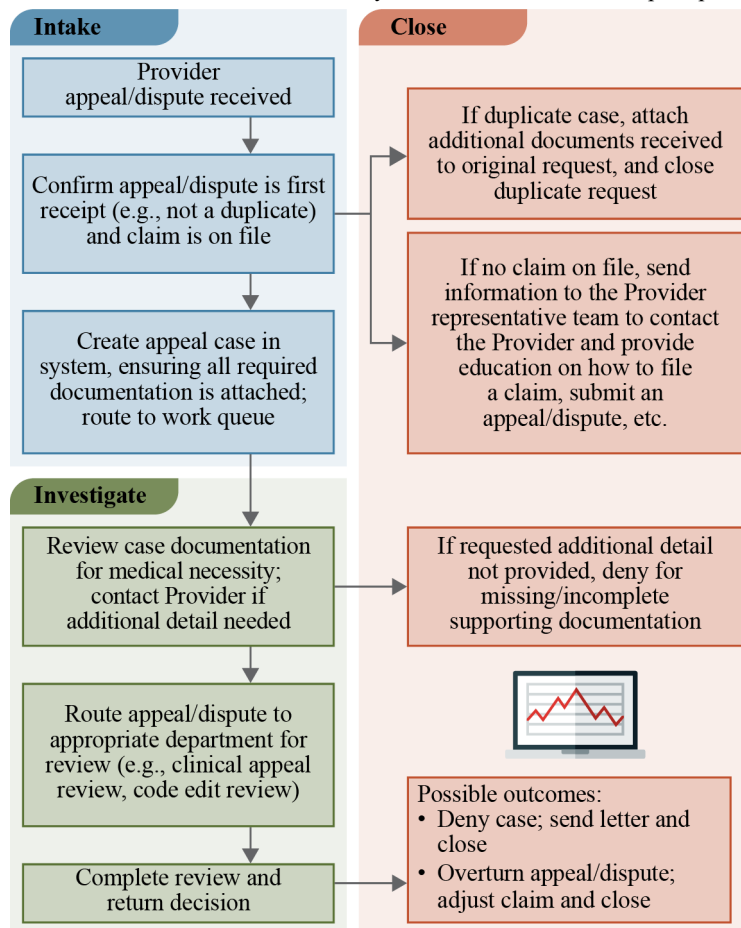 Intake
Provider
appeal/dispute received
Confirm appeal/dispute is first
receipt (e.g., not a duplicate)
and claim is on file
Create appeal case in
system, ensuring all required
documentation is attached;
route to work queue
Investigate
Review case documentation
for medical necessity;
contact Provider if
additional detail needed
Route appeal/dispute to
appropriate department for
review (e.g., clinical appeal
review, code edit review)
Complete review and
return decision
Close
If duplicate case, attach
additional documents received
to original request, and close
duplicate request
If no claim on file, send
information to the Provider
representative team to contact
the Provider and provide
education on how to file
a claim, submit an
appeal/dispute, etc.
If requested additional detail
not provided, deny for
missing/incomplete
supporting documentation
Possible outcomes:
• Deny case; send letter and
close
• Overturn appeal/dispute;
adjust claim and close